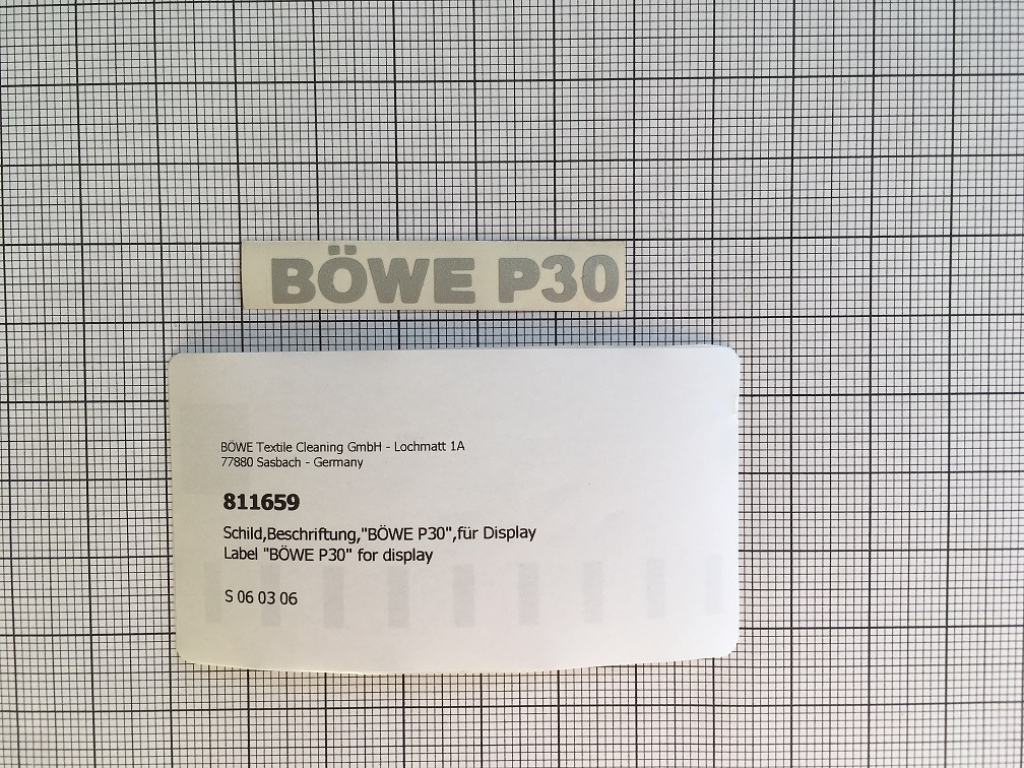 BÖWE P30
BÖWE Textile Cleaning GmbH - Lochmatt 1A
77880 Sasbach - Germany
811659
Schild,Beschriftung,"BÖWE P30",für Display
Label "BÖWE P30" for display
S 06 03 06